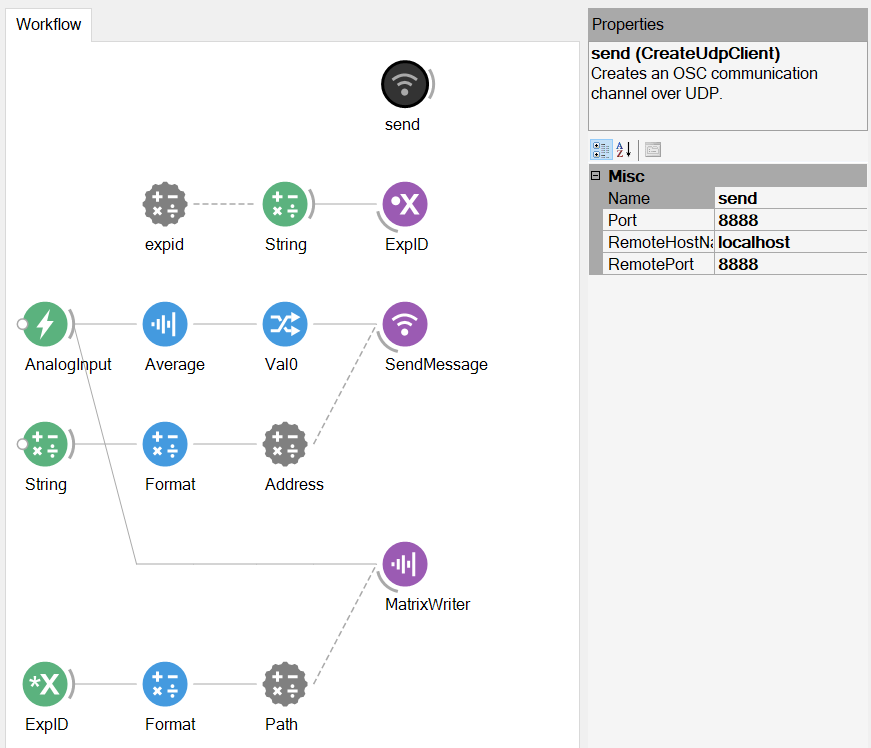 Workflow
send
expid
String
ExpID
AnalogInput
Average
Val0
SendMessage
String
Format
Address
MatrixWriter
ExpID
Format
Path
Properties
send (CreateUdpClient)
Creates an OSC communication
channel over UDP.
Misc
Name send
Port 8888
RemoteHostNa localhost
RemotePort 8888